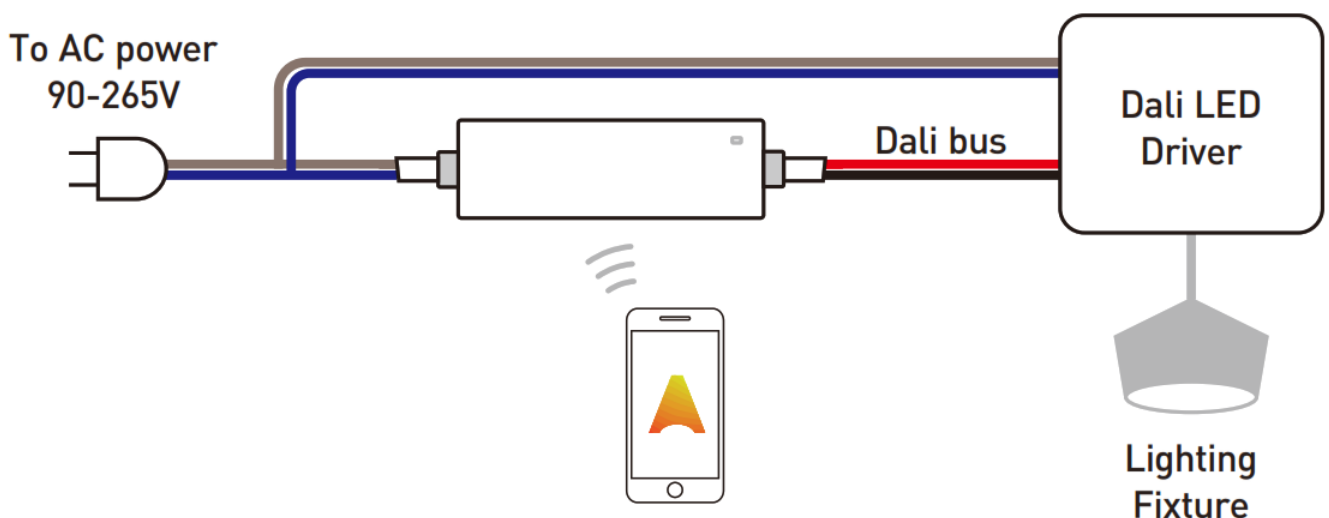 To AC power
90-265V
Dali bus
Dali LED
Driver
Lighting
Fixture